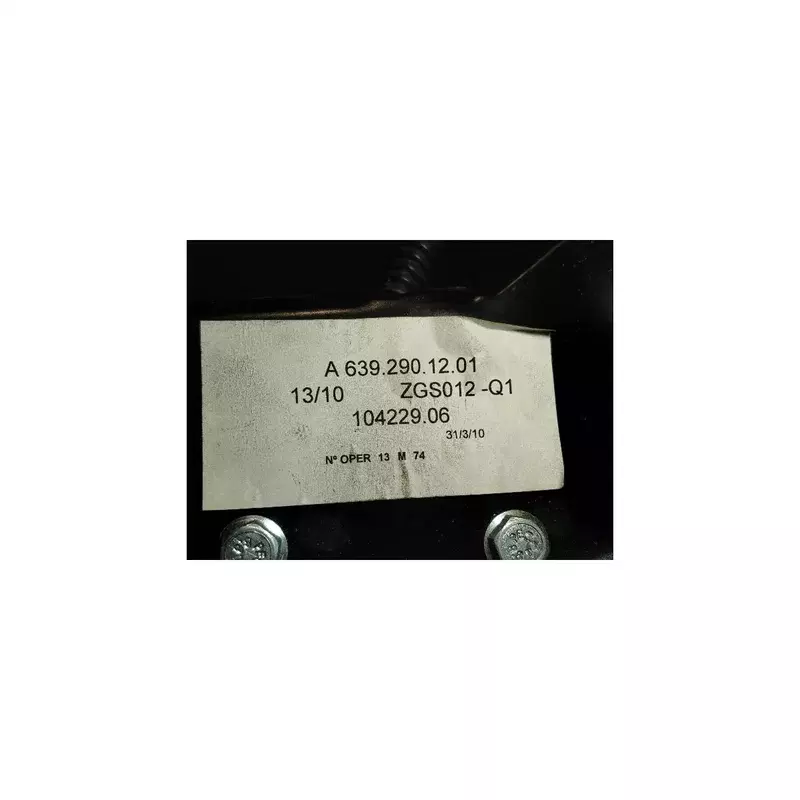 A 639.290.12.01
13/10 ZGS012 -Q1
104229.06
31/3/10
Nº OPER 13 M 74